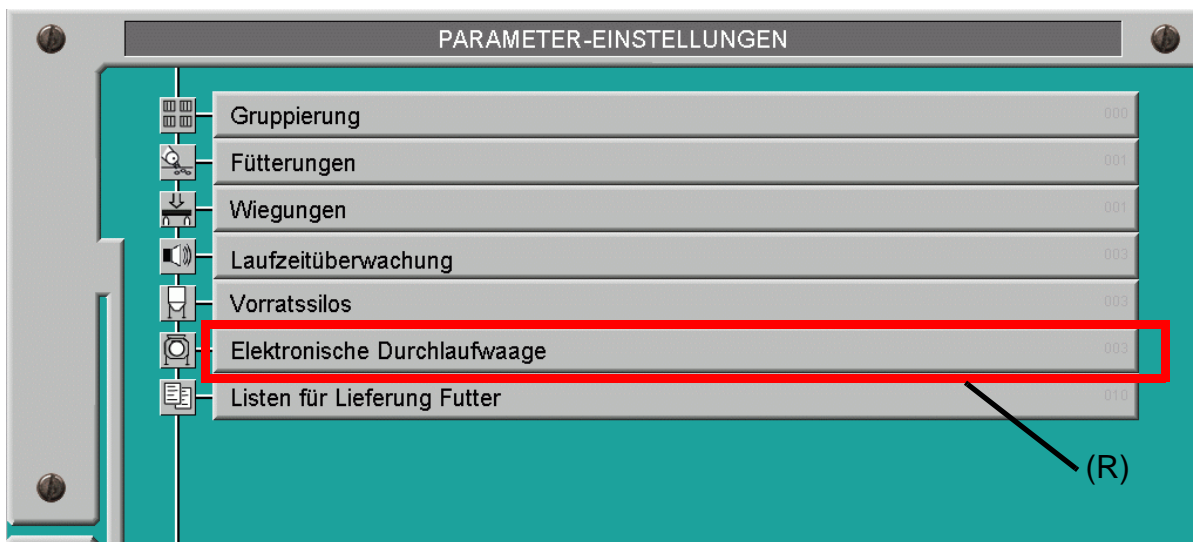 PARAMETER-EINSTELLUNGEN
Gruppierung 000
Fütterungen 001
Wiegungen 001
Laufzeitüberwachung 003
Vorratssilos 003
Elektronische Durchlaufwaage 003
Listen für Lieferung Futter 010
(R)